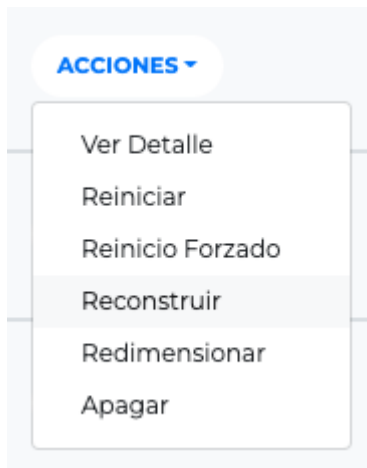 ACCIONES
Ver Detalle
Reiniciar
Reinicio Forzado
Reconstruir
Redimensionar
Apagar